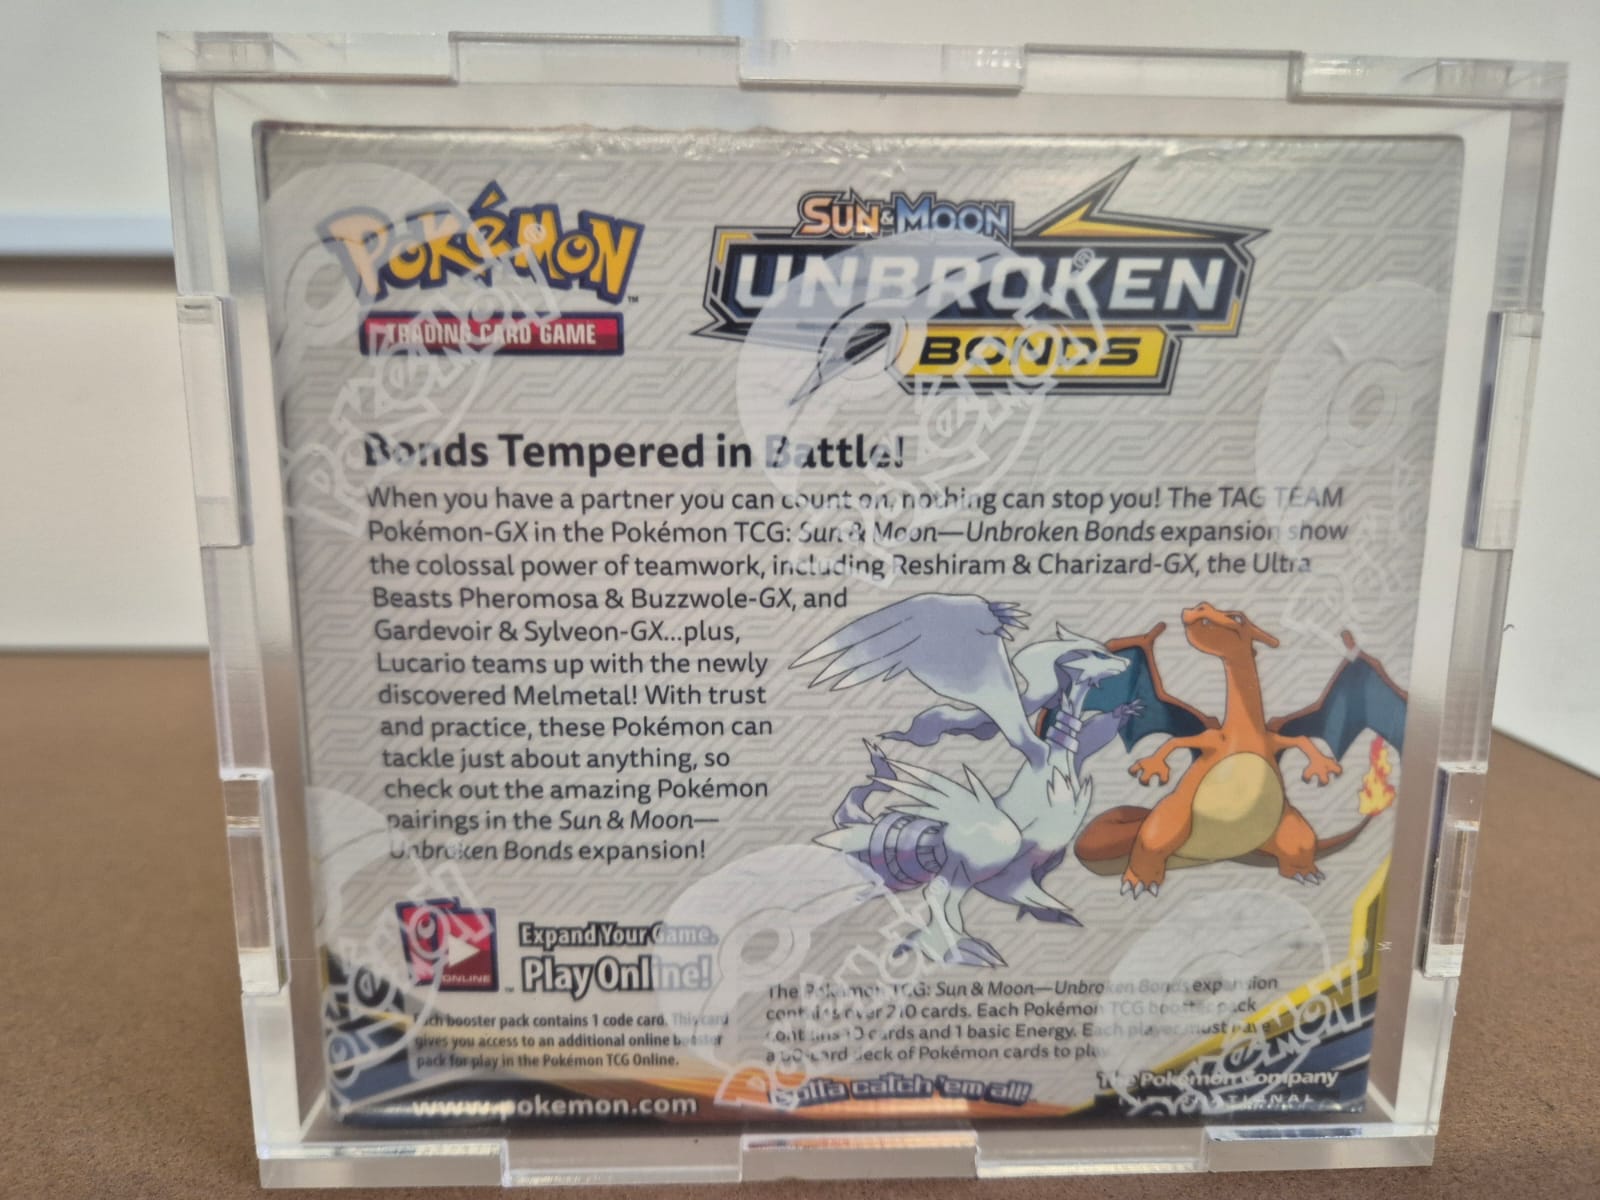 POKéMON
TRADING CARD GAME
SUN & MOON
UNBROKEN
BONDS
Bonds Tempered in Battle!
When you have a partner you can count on, nothing can stop you! The TAG TEAM
Pokémon-GX in the Pokémon TCG: Sun & Moon—Unbroken Bonds expansion show
the colossal power of teamwork, including Reshiram & Charizard-GX, the Ultra
Beasts Pheromosa & Buzzwole-GX, and
Gardevoir & Sylveon-GX...plus,
Lucario teams up with the newly
discovered Melmetal! With trust
and practice, these Pokémon can
tackle just about anything, so
check out the amazing Pokémon
pairings in the Sun & Moon—
Unbroken Bonds expansion!
ONLINE
Expand Your Game.
Play Online!
Each booster pack contains 1 code card. This card
gives you access to an additional online booster
pack for play in the Pokémon TCG Online.
The Pokémon TCG: Sun & Moon—Unbroken Bonds expansion
contains over 210 cards. Each Pokémon TCG booster pack
contains 10 cards and 1 basic Energy. Each player must have
a 60-card deck of Pokémon cards to play.
www.pokemon.com
Gotta catch 'em all!
The Pokémon Company
INTERNATIONAL